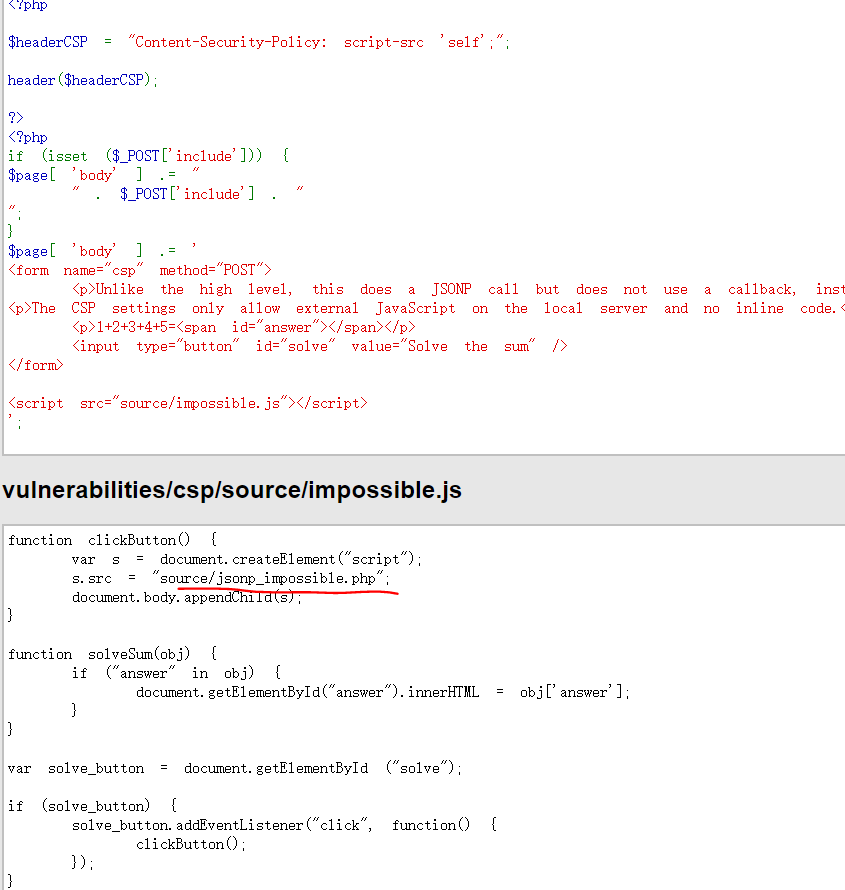 <?php
$headerCSP = "Content-Security-Policy: script-src 'self';";
header($headerCSP);
?>
<?php
if (isset ($_POST['include'])) {
$page[ 'body' ] .= "
" . $_POST['include'] . "
";
}
$page[ 'body' ] .= '
<form name="csp" method="POST">
<p>Unlike the high level, this does a JSONP call but does not use a callback, inst
<p>The CSP settings only allow external JavaScript on the local server and no inline code.<
<p>1+2+3+4+5=<span id="answer"></span></p>
<input type="button" id="solve" value="Solve the sum" />
</form>
<script src="source/impossible.js"></script>
';
vulnerabilities/csp/source/impossible.js
function clickButton() {
var s = document.createElement("script");
s.src = "source/jsonp_impossible.php";
document.body.appendChild(s);
}
function solveSum(obj) {
if ("answer" in obj) {
document.getElementById("answer").innerHTML = obj['answer'];
}
}
var solve_button = document.getElementById ("solve");
if (solve_button) {
solve_button.addEventListener("click", function() {
clickButton();
});
}